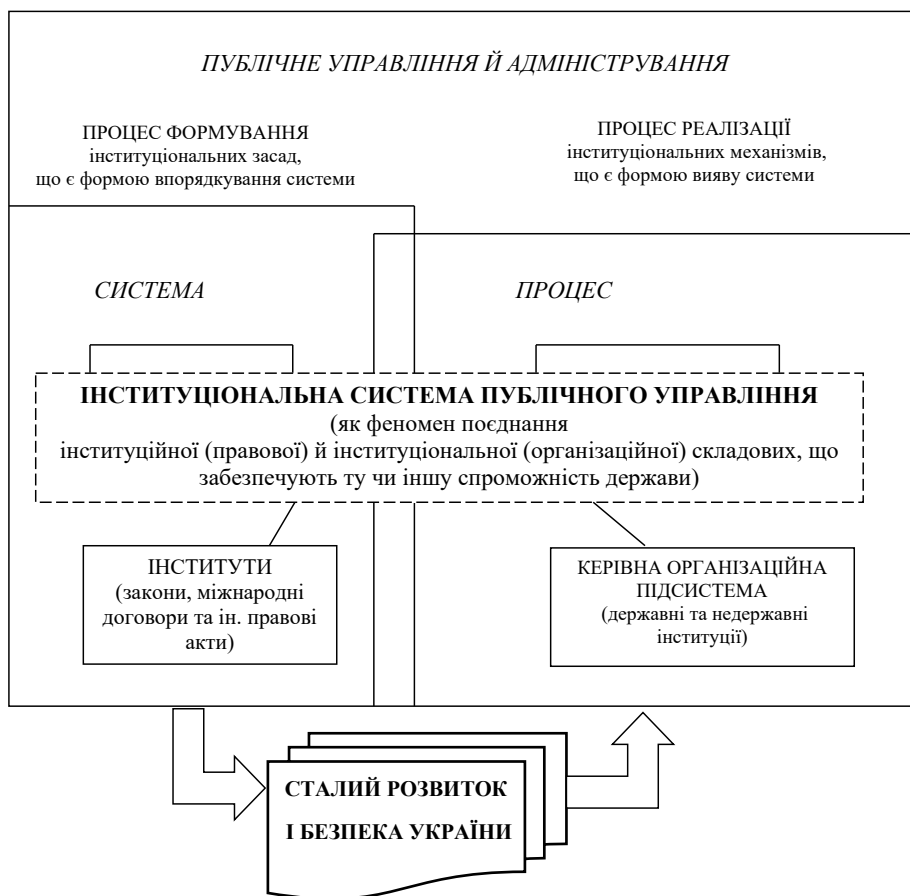 ПУБЛІЧНЕ УПРАВЛІННЯ Й АДМІНІСТРУВАННЯ
ПРОЦЕС ФОРМУВАННЯ
інституціональних засад,
що є формою впорядкування системи
ПРОЦЕС РЕАЛІЗАЦІЇ
інституціональних механізмів,
що є формою вияву системи
СИСТЕМА
ПРОЦЕС
ІНСТИТУЦІОНАЛЬНА СИСТЕМА ПУБЛІЧНОГО УПРАВЛІННЯ
(як феномен поєднання
інституційної (правової) й інституціональної (організаційної) складових, що
забезпечують ту чи іншу спроможність держави)
ІНСТИТУТИ
(закони, міжнародні
договори та ін. правові
акти)
КЕРІВНА ОРГАНІЗАЦІЙНА
ПІДСИСТЕМА
(державні та недержавні
інституції)
СТАЛИЙ РОЗВИТОК
І БЕЗПЕКА УКРАЇНИ